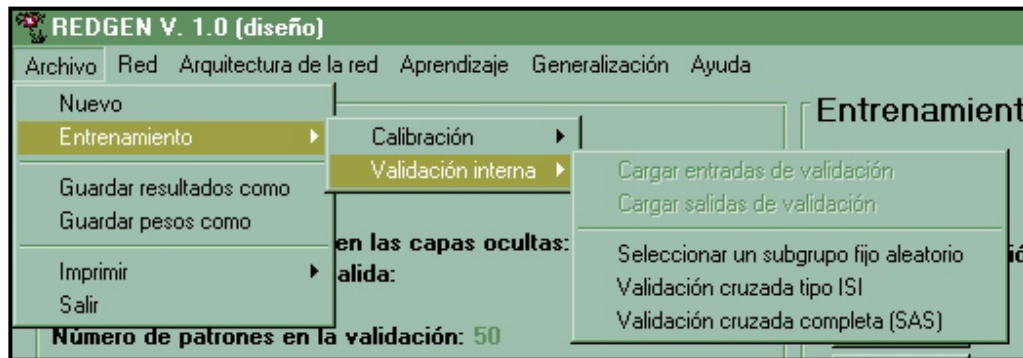 REDGEN V. 1.0 (diseño)
Archivo Red Arquitectura de la red Aprendizaje Generalización Ayuda
Nuevo
Entrenamiento
Guardar resultados como
Guardar pesos como
Imprimir
Salir
Calibración
Validación interna
Cargar entradas de validación
Cargar salidas de validación
Seleccionar un subgrupo fijo aleatorio
Validación cruzada tipo ISI
Validación cruzada completa (SAS)
Entrenamient
en las capas ocultas:
alida:
Número de patrones en la validación: 50